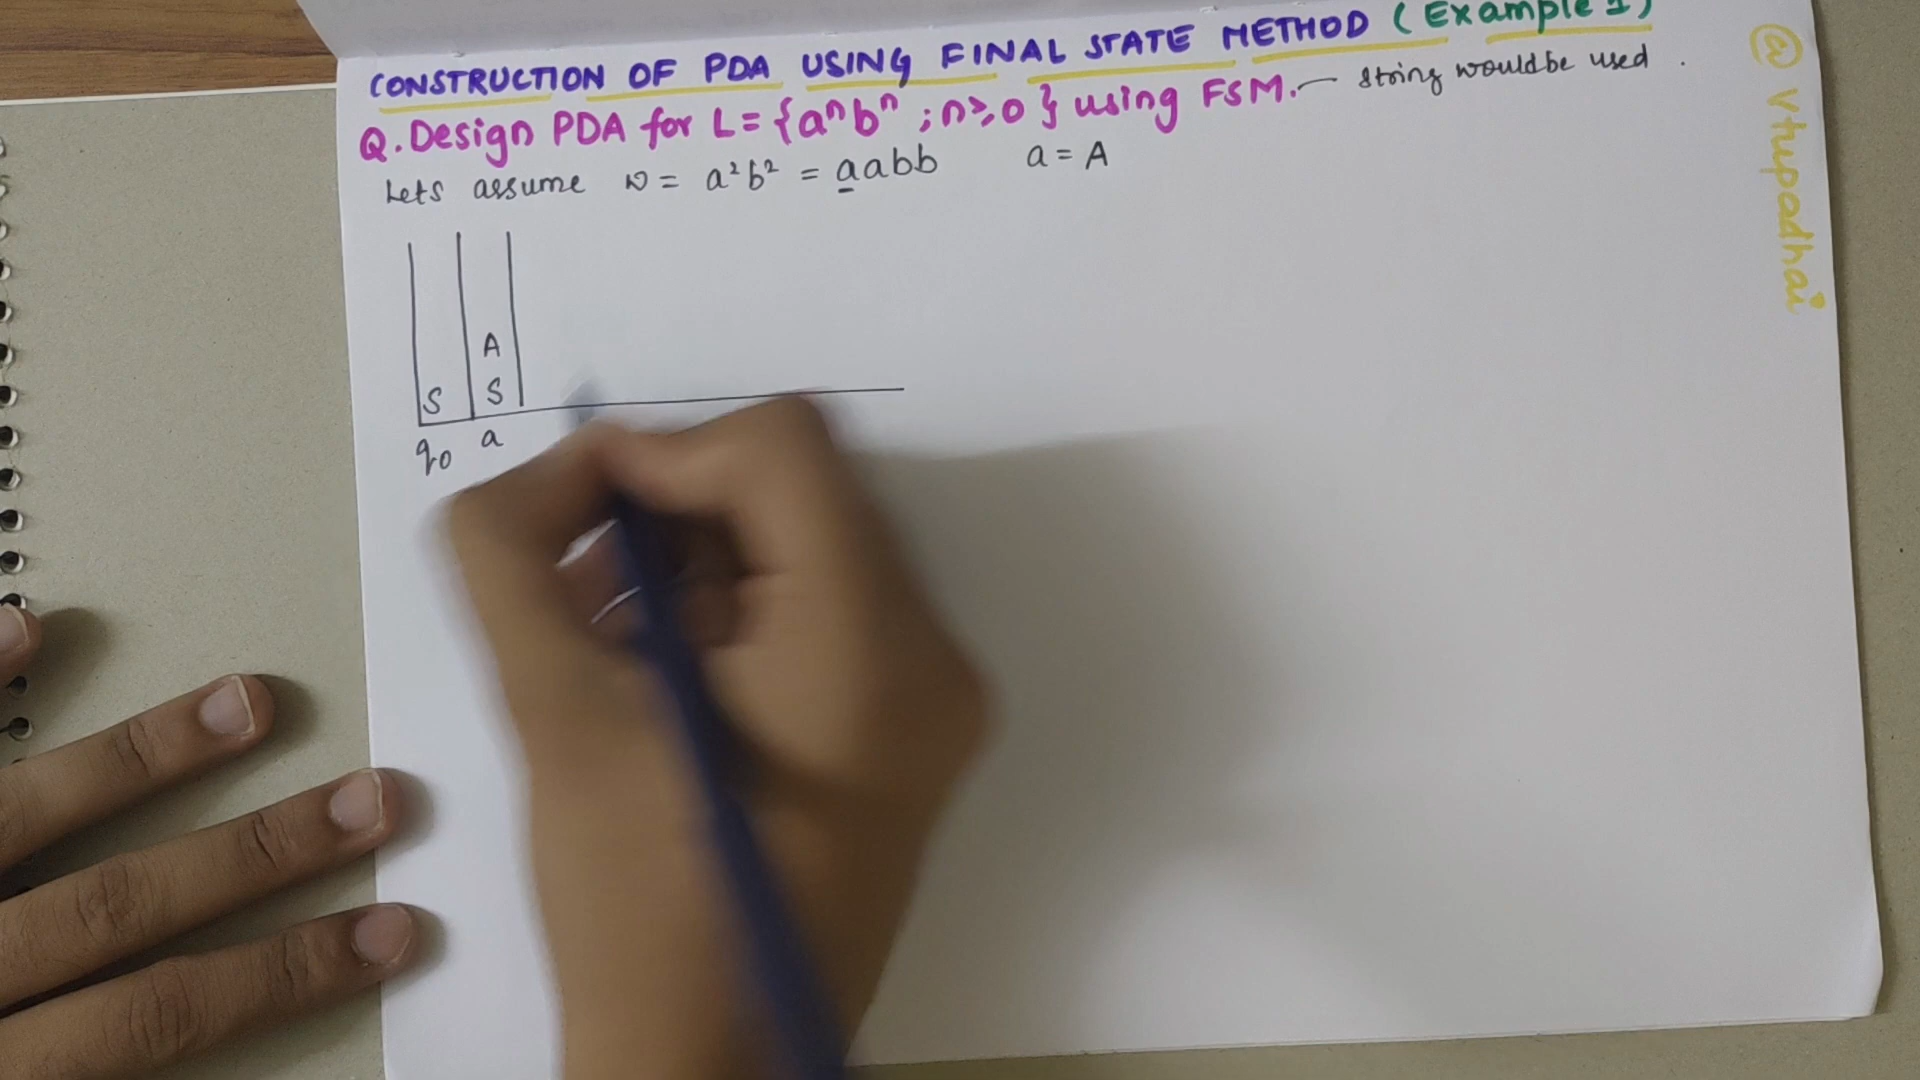 CONSTRUCTION OF PDA USING FINAL STATE METHOD (Example 1)
Q. Design PDA for L = {aⁿbⁿ ; n≥0} using FSM. — string would be used .
Lets assume w = a²b² = aabb a = A
A
S S
q₀ a
@Vtupadhai